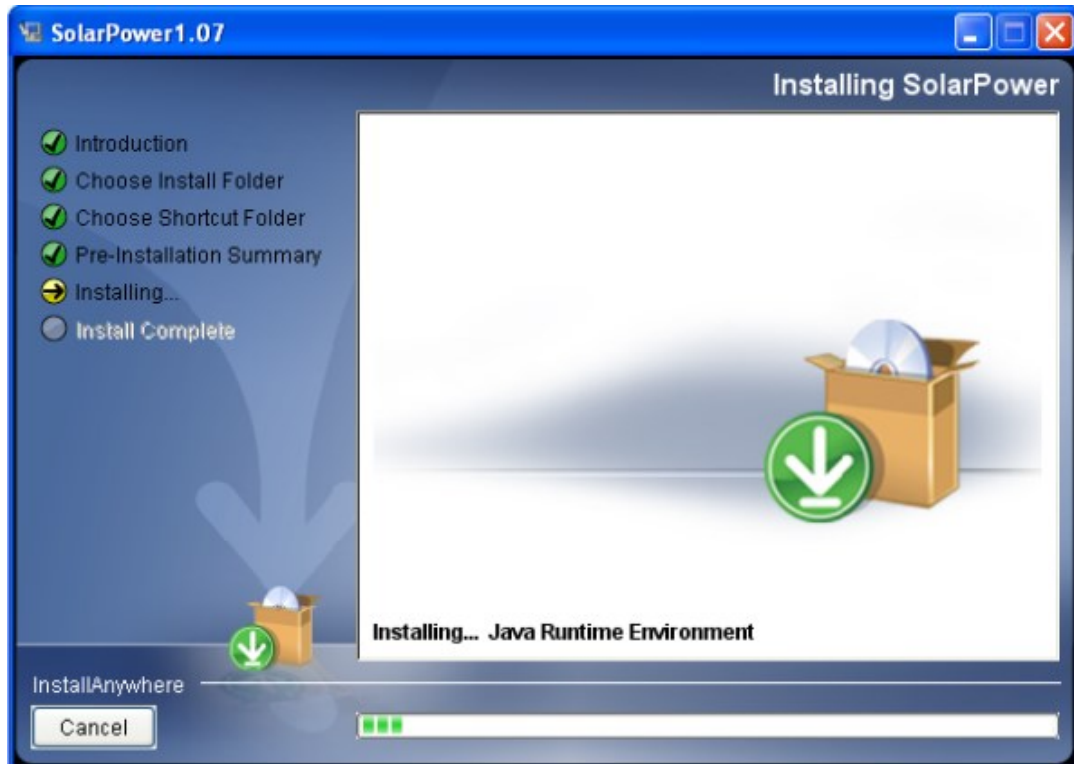 SolarPower1.07
Installing SolarPower
Introduction
Choose Install Folder
Choose Shortcut Folder
Pre-Installation Summary
Installing...
Install Complete
Installing... Java Runtime Environment
InstallAnywhere
Cancel